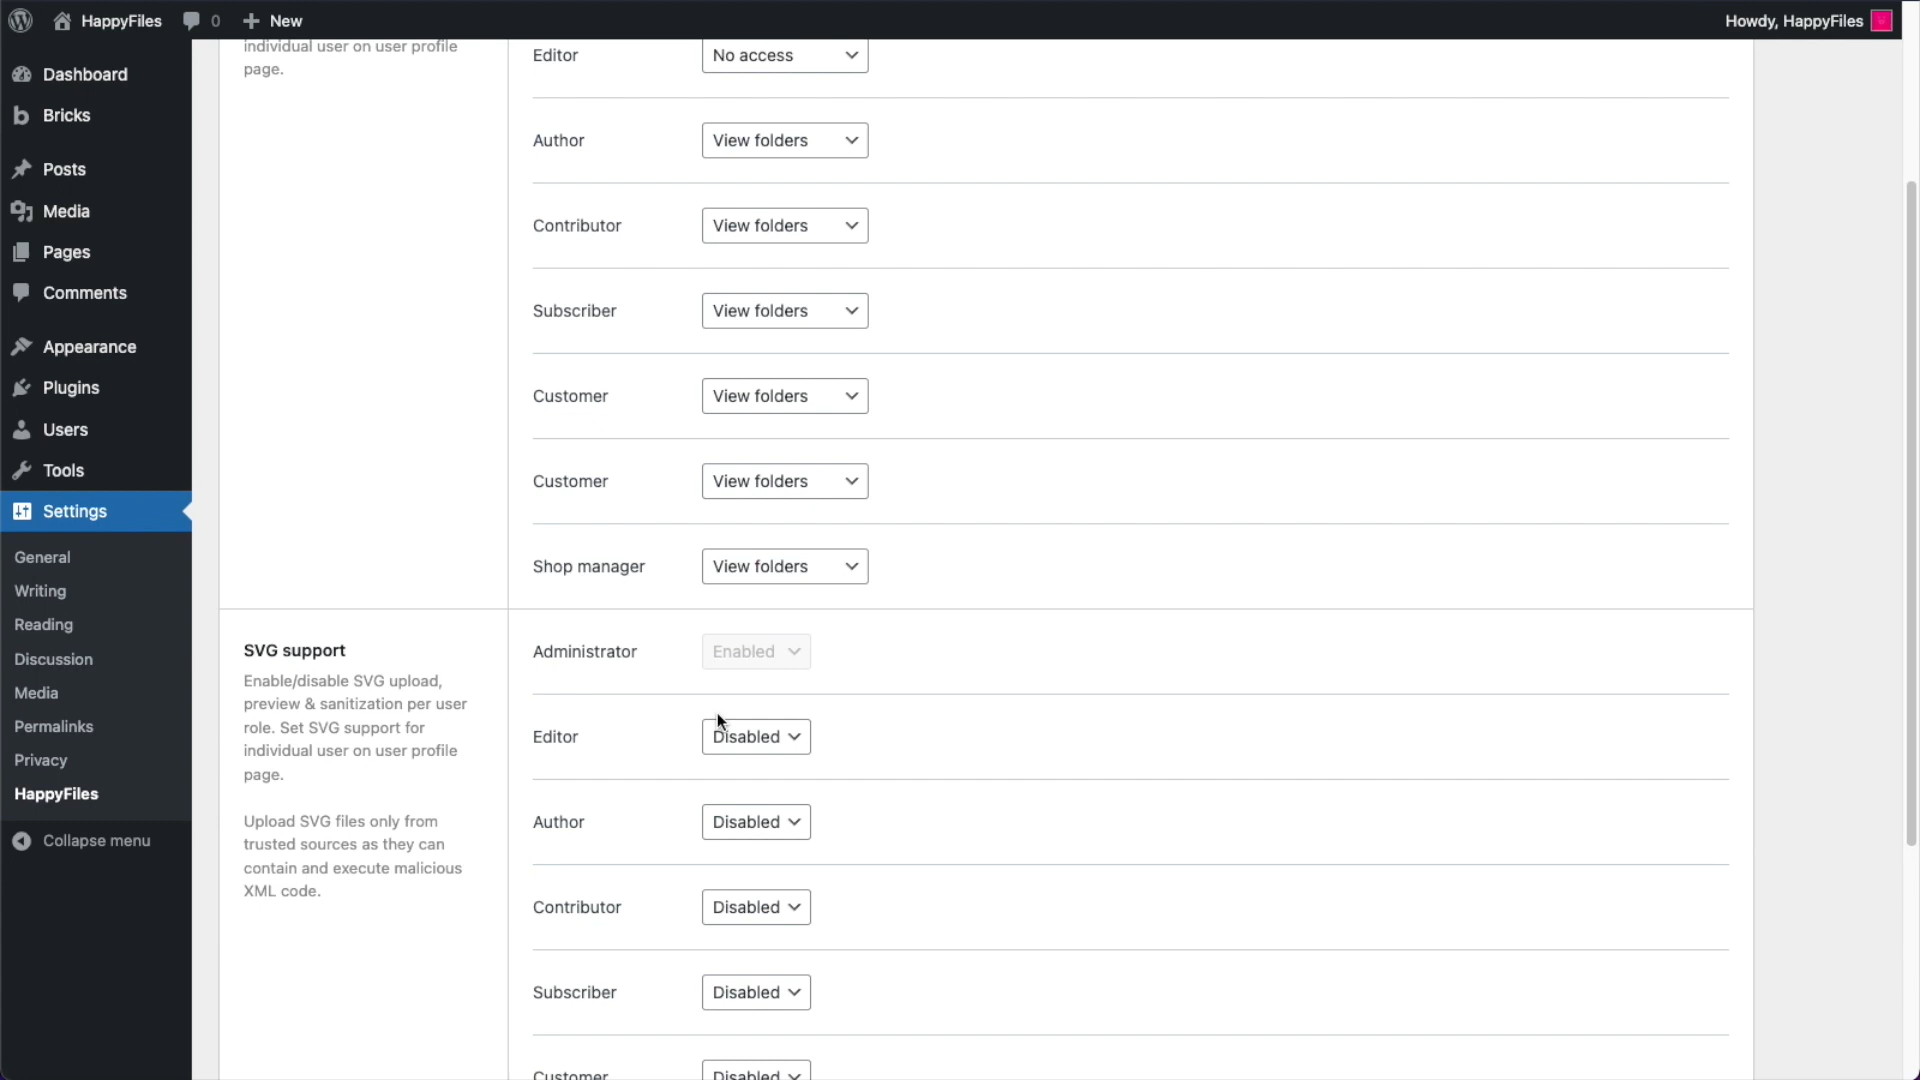 HappyFiles
0
New
Howdy, HappyFiles
Dashboard
Bricks
Posts
Media
Pages
Comments
Appearance
Plugins
Users
Tools
Settings
General
Writing
Reading
Discussion
Media
Permalinks
Privacy
HappyFiles
Collapse menu
individual user on user profile
page.
Editor No access
Author View folders
Contributor View folders
Subscriber View folders
Customer View folders
Customer View folders
Shop manager View folders
SVG support
Enable/disable SVG upload,
preview & sanitization per user
role. Set SVG support for
individual user on user profile
page.
Upload SVG files only from
trusted sources as they can
contain and execute malicious
XML code.
Administrator Enabled
Editor Disabled
Author Disabled
Contributor Disabled
Subscriber Disabled
Customer Disabled